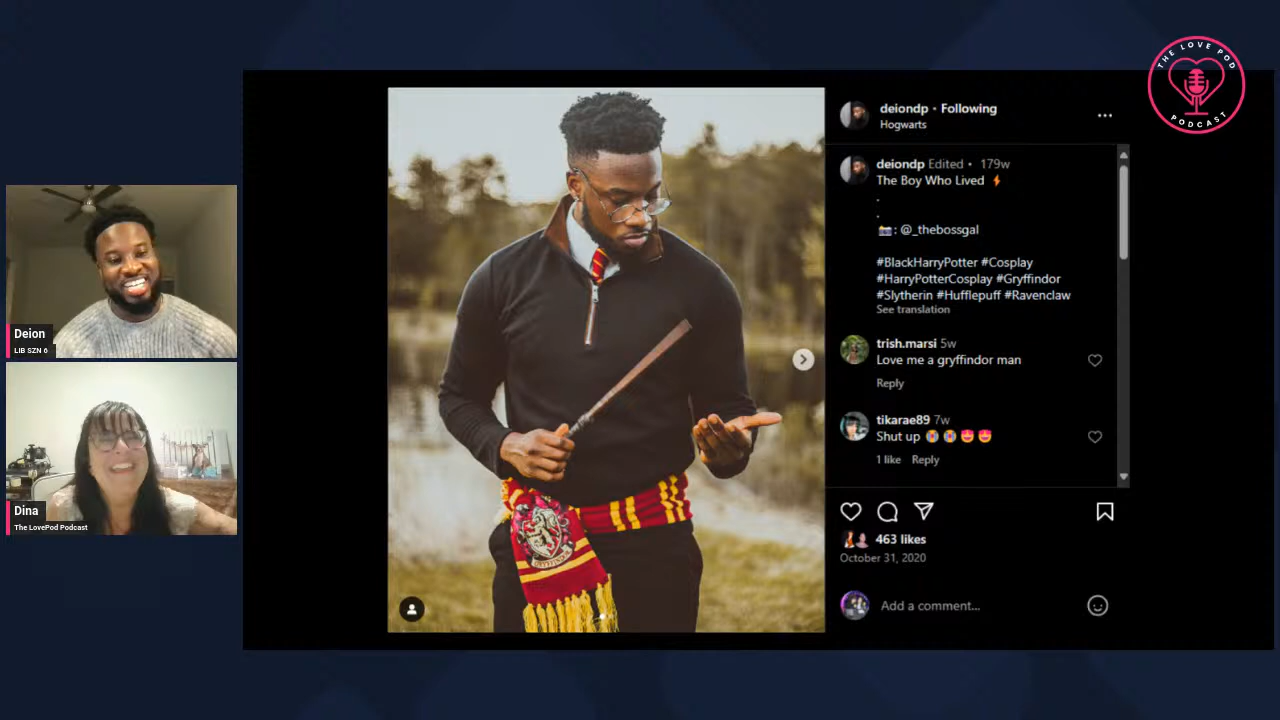 THE LOVE POD
PODCAST
deiondp • Following
Hogwarts
deiondp Edited • 179w
The Boy Who Lived ⚡
.
.
📸: @_thebossgal
#BlackHarryPotter #Cosplay
#HarryPotterCosplay #Gryffindor
#Slytherin #Hufflepuff #Ravenclaw
See translation
trish.marsi 5w
Love me a gryffindor man
Reply
tikarae89 7w
Shut up 😭😭🤩🤩
1 like Reply
463 likes
October 31, 2020
Add a comment...
GRYFFINDOR
Deion
LIB SZN 6
Dina
The LovePod Podcast